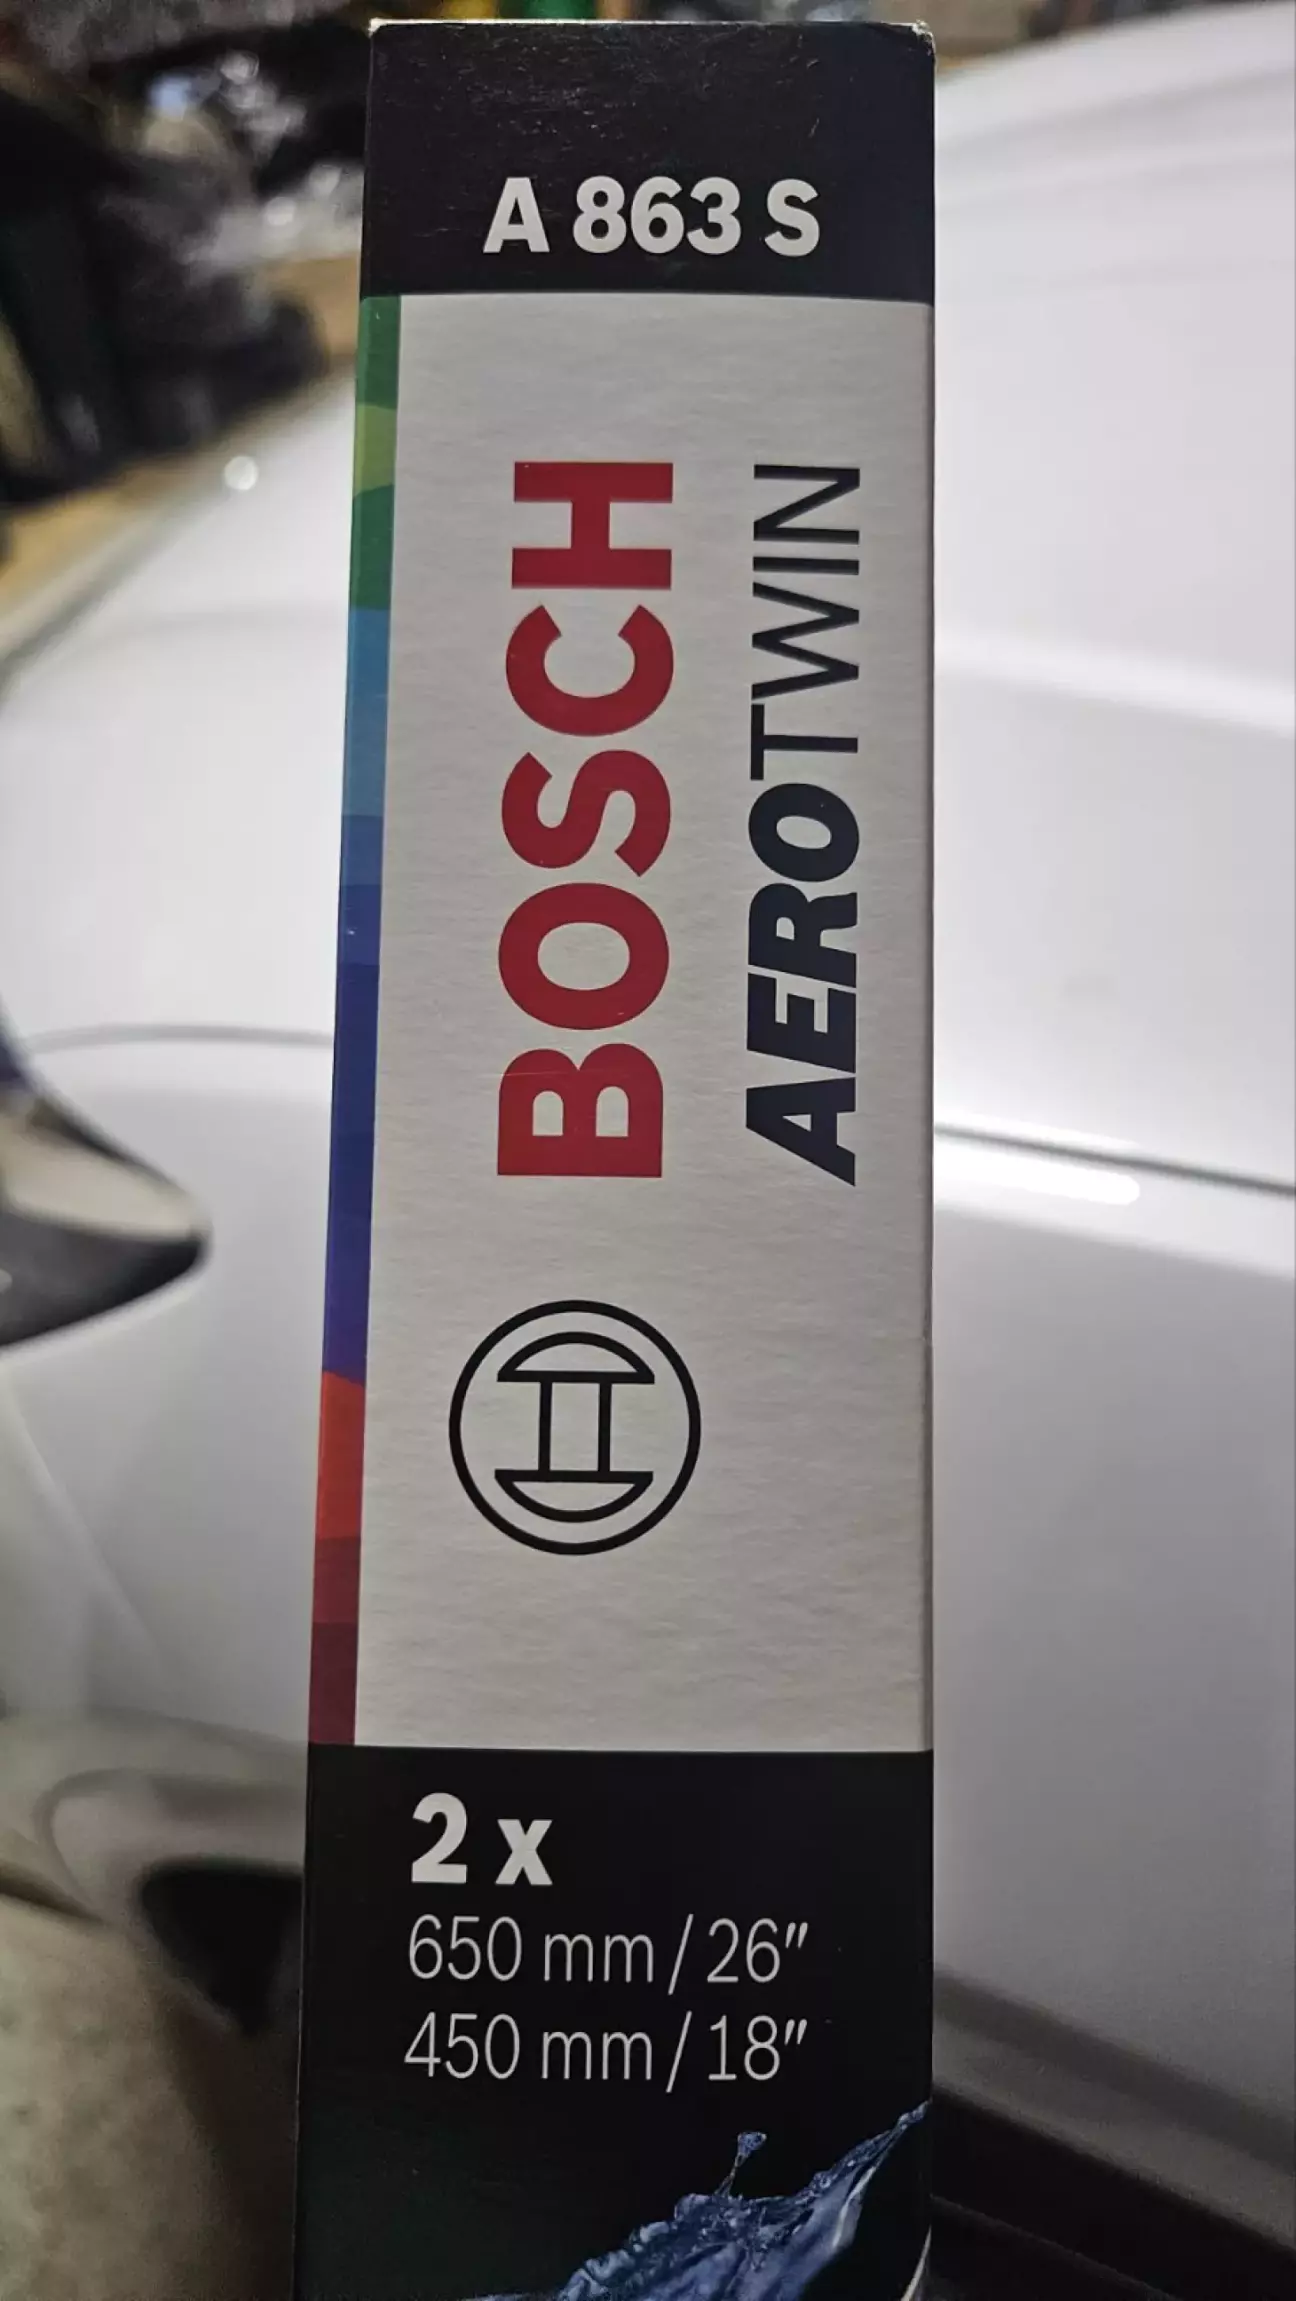 A 863 S
BOSCH
AEROTWIN
2 x
650 mm / 26"
450 mm / 18"